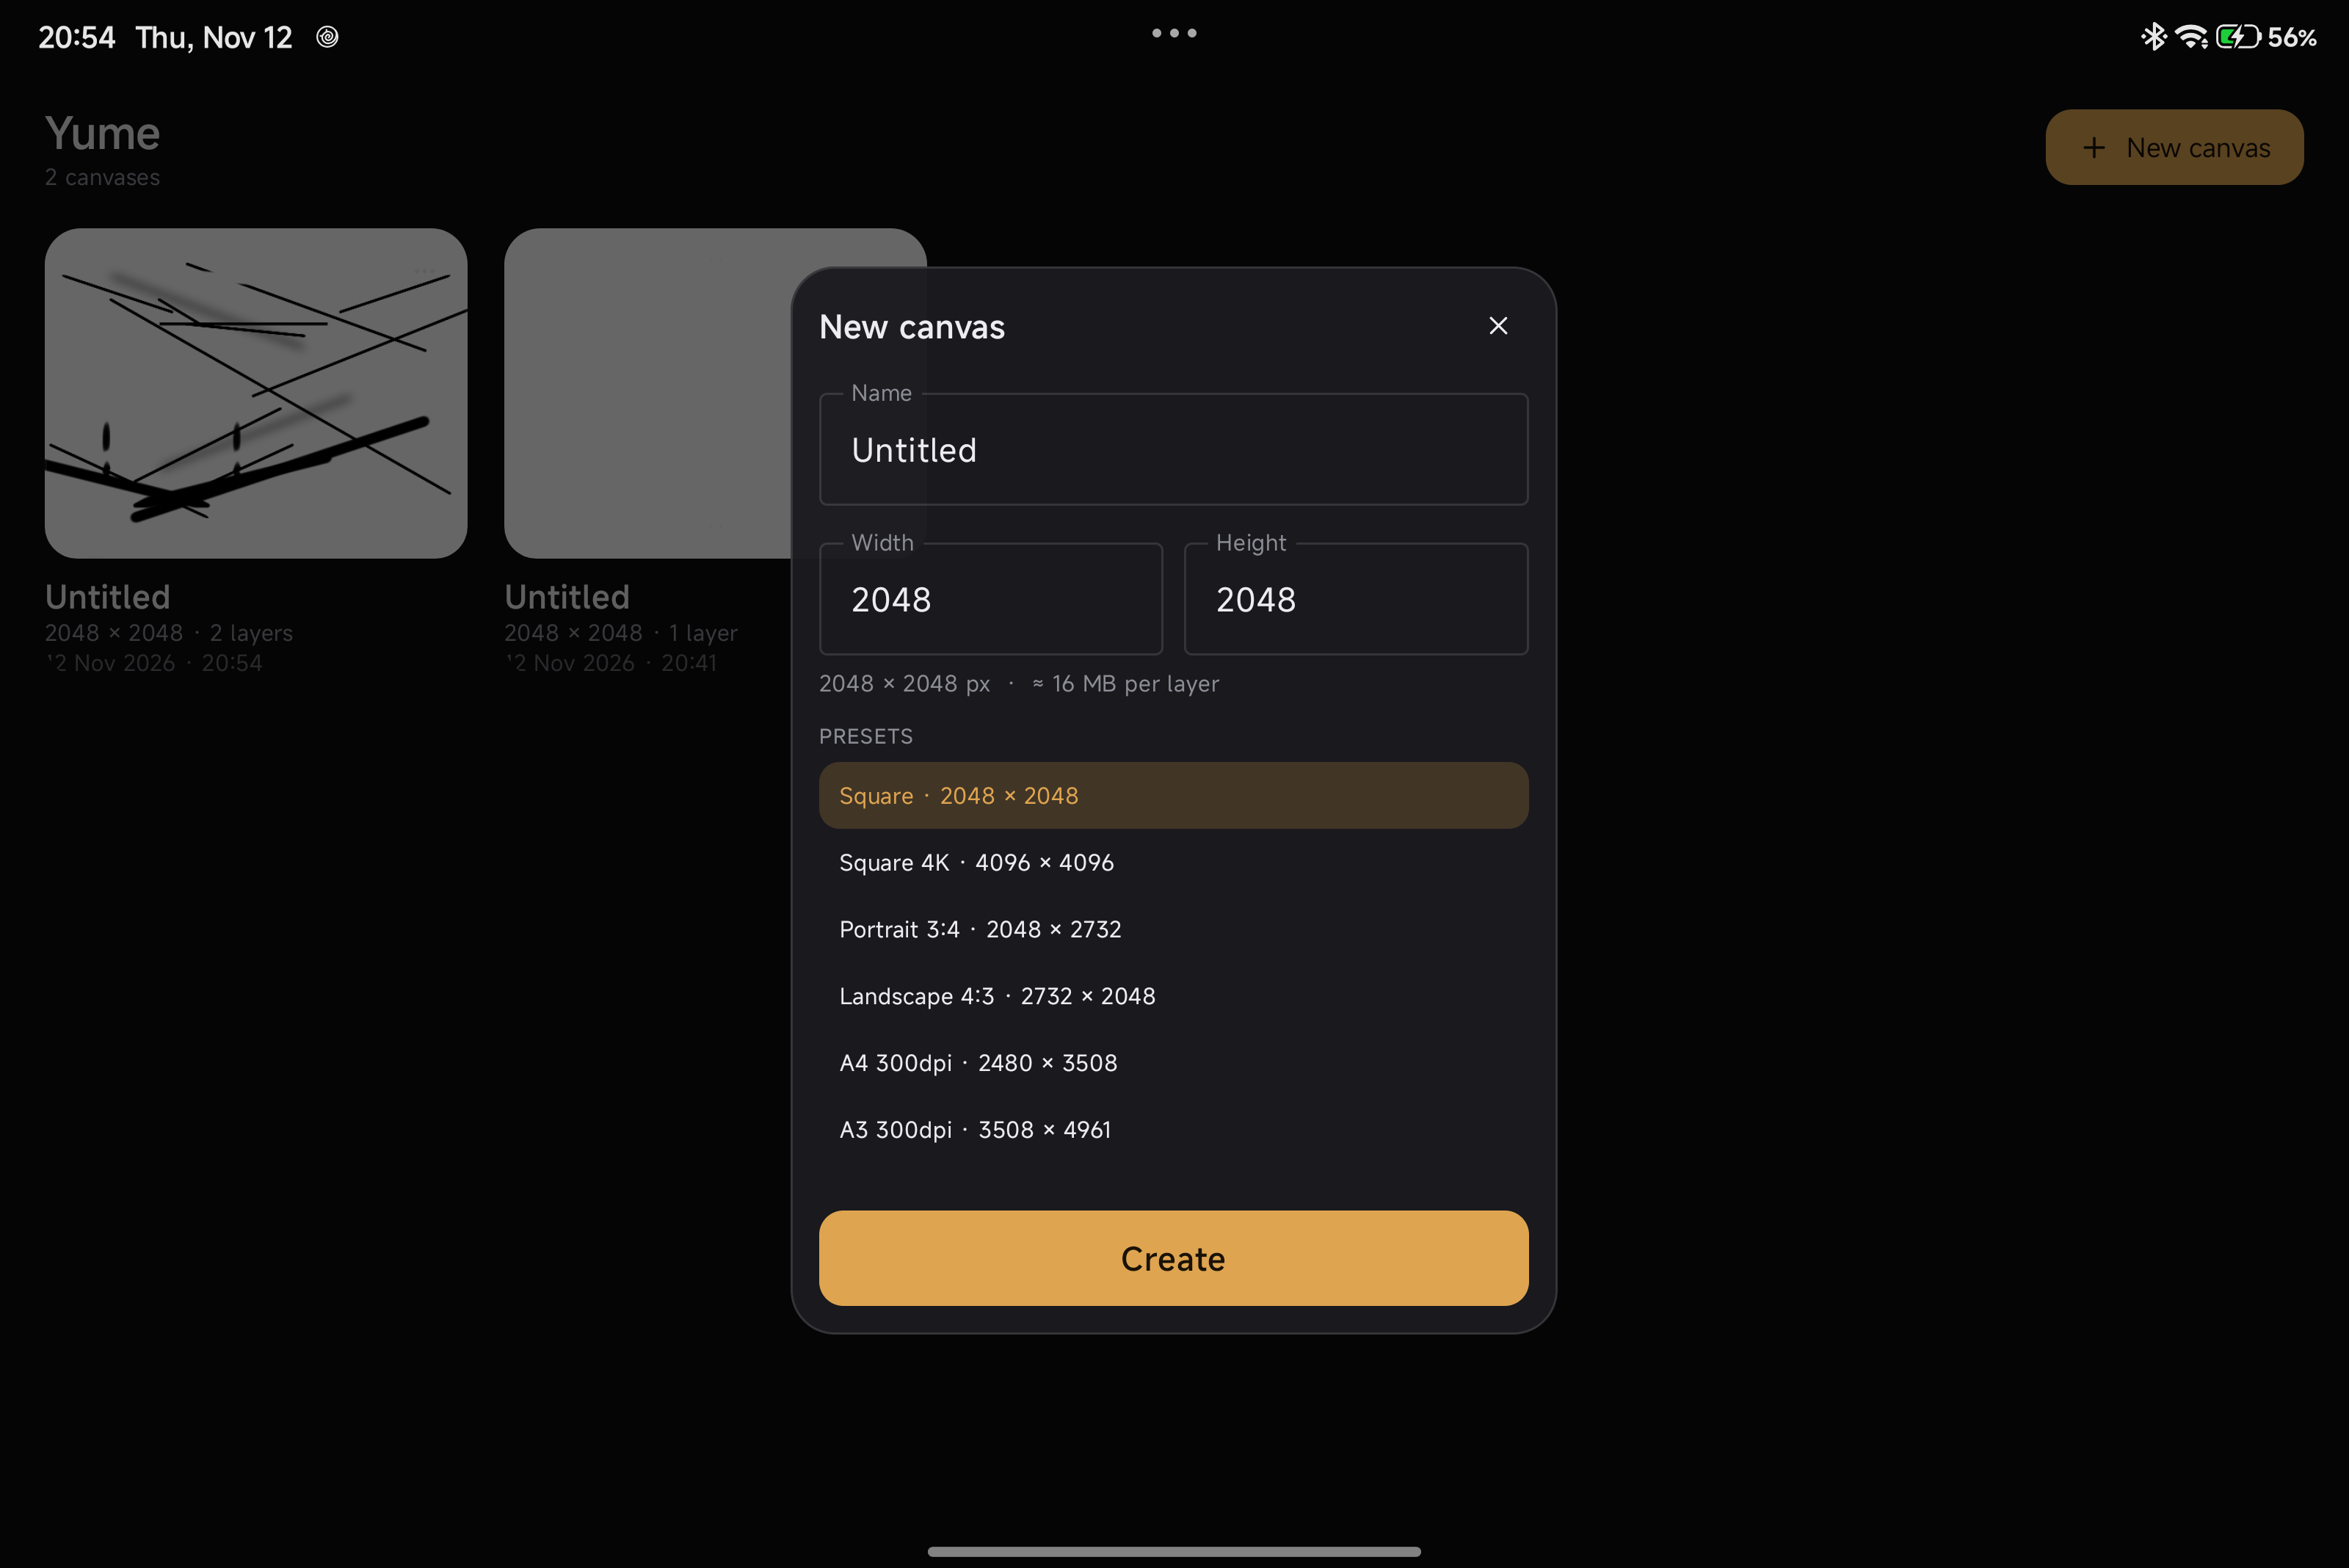 20:54 Thu, Nov 12
56%
Yume
2 canvases
+ New canvas
Untitled
2048 × 2048 · 2 layers
12 Nov 2026 · 20:54
Untitled
2048 × 2048 · 1 layer
12 Nov 2026 · 20:41
New canvas
Name
Untitled
Width
2048
Height
2048
2048 × 2048 px · ≈ 16 MB per layer
PRESETS
Square · 2048 × 2048
Square 4K · 4096 × 4096
Portrait 3:4 · 2048 × 2732
Landscape 4:3 · 2732 × 2048
A4 300dpi · 2480 × 3508
A3 300dpi · 3508 × 4961
Create